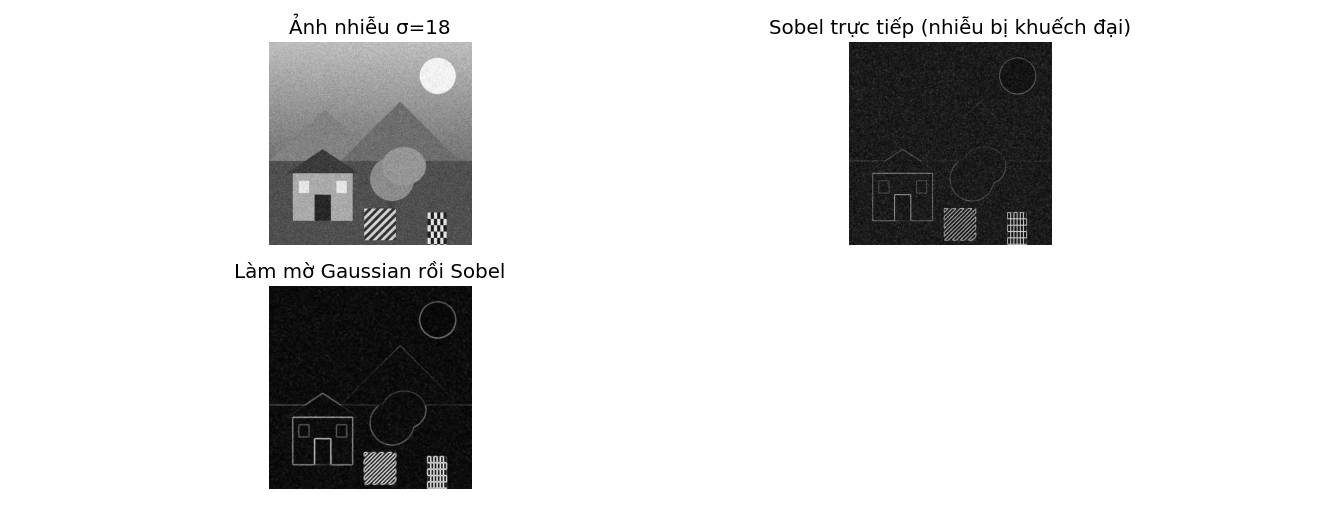 Ảnh nhiễu σ=18
Sobel trực tiếp (nhiễu bị khuếch đại)
Làm mờ Gaussian rồi Sobel